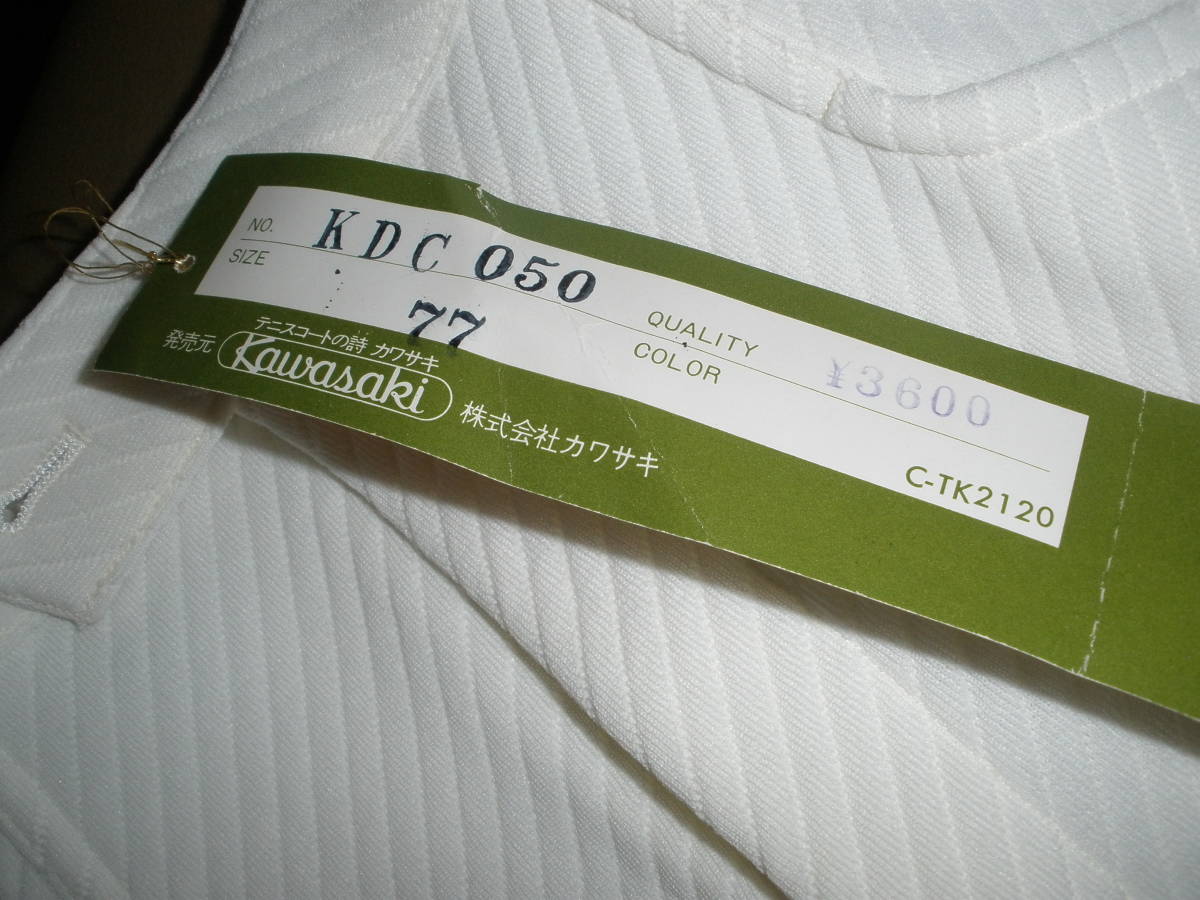 NO. KDC 050
SIZE 77
QUALITY
COLOR
¥3600
C-TK2120
テニスコートの詩 カワサキ
発売元 Kawasaki 株式会社カワサキ